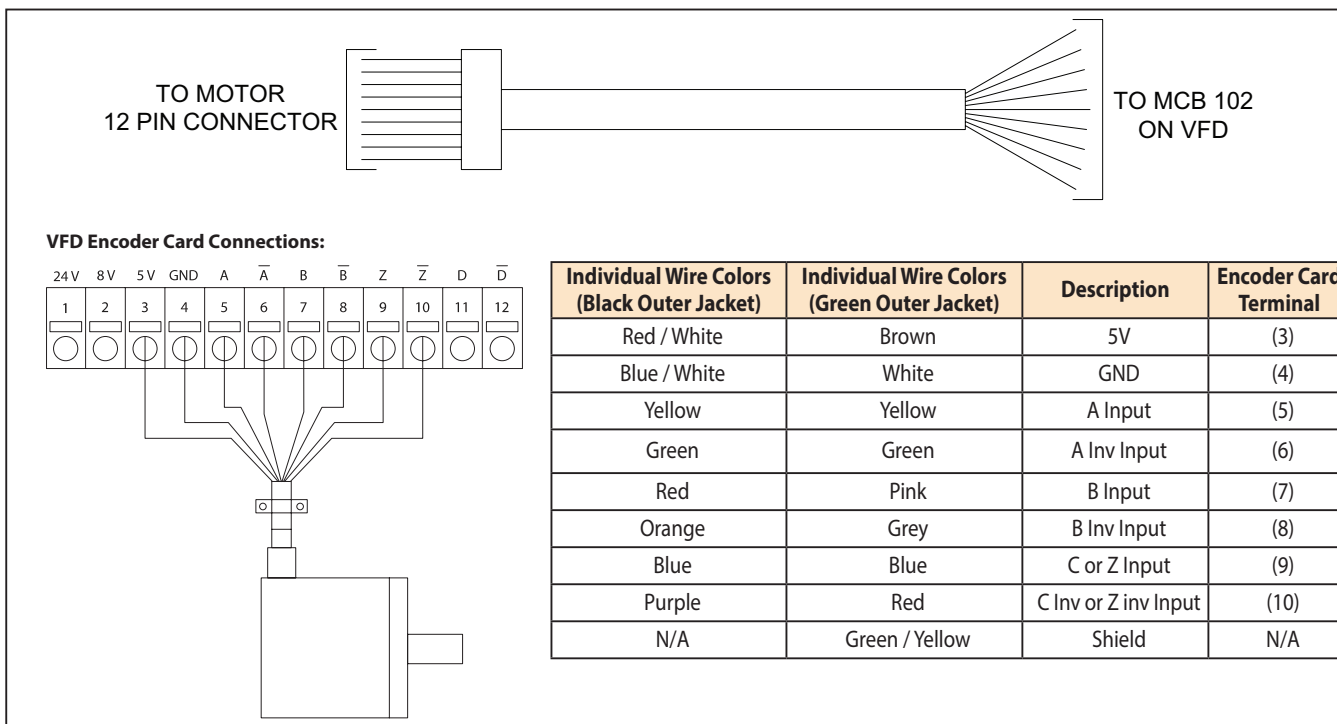 TO MOTOR
12 PIN CONNECTOR
TO MCB 102
ON VFD
VFD Encoder Card Connections:
24 V 8 V 5 V GND A A̅ B B̅ Z Z̅ D D̅
1 2 3 4 5 6 7 8 9 10 11 12
Individual Wire Colors (Black Outer Jacket) Individual Wire Colors (Green Outer Jacket) Description Encoder Card Terminal
Red / White Brown 5V (3)
Blue / White White GND (4)
Yellow Yellow A Input (5)
Green Green A Inv Input (6)
Red Pink B Input (7)
Orange Grey B Inv Input (8)
Blue Blue C or Z Input (9)
Purple Red C Inv or Z inv Input (10)
N/A Green / Yellow Shield N/A